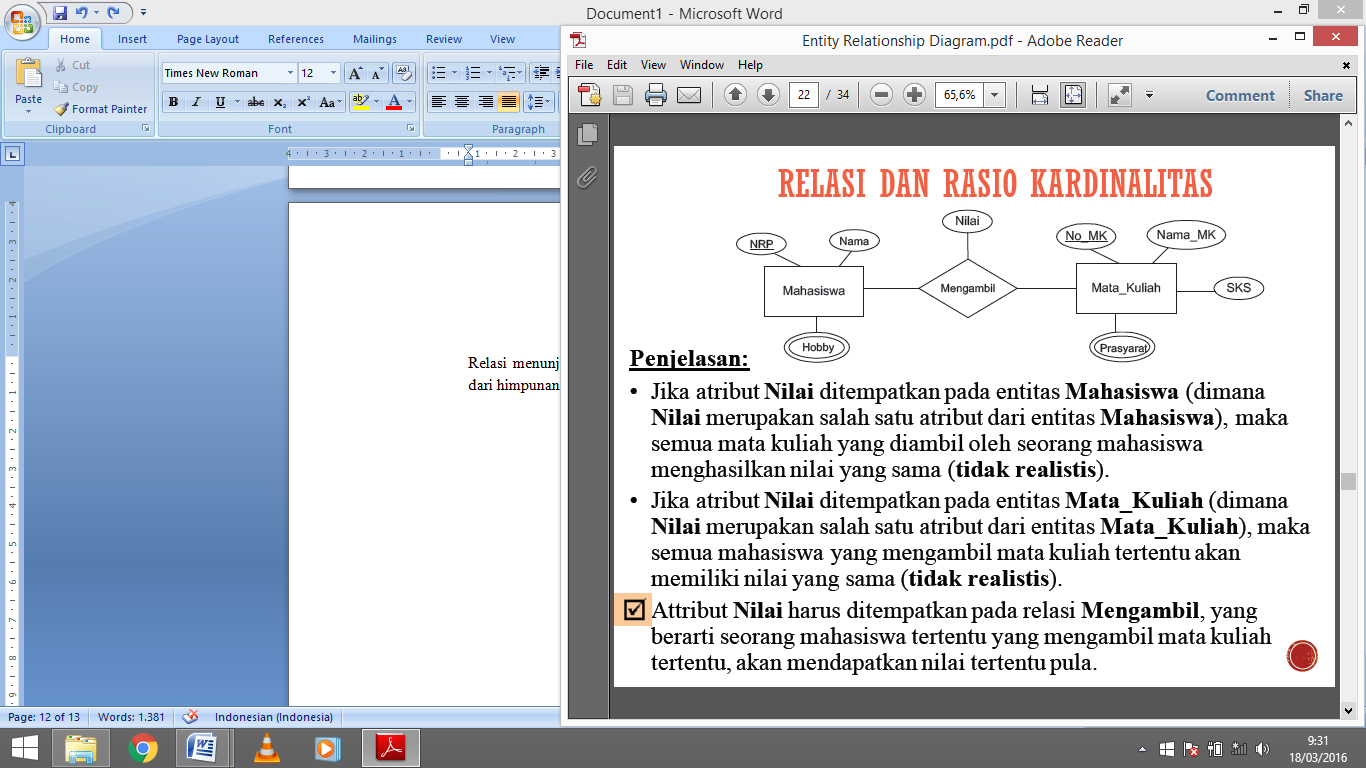 Document1 - Microsoft Word
Home Insert Page Layout References Mailings Review View
Paste
Cut
Copy
Format Painter
Clipboard
Times New Roman 12
Font
Paragraph
Relasi menunj
dari himpunan
Page: 12 of 13 Words: 1.381 Indonesian (Indonesia)
Entity Relationship Diagram.pdf - Adobe Reader
File Edit View Window Help
22 / 34 65,6% Comment Share
RELASI DAN RASIO KARDINALITAS
Nilai
NRP Nama No_MK Nama_MK
Mahasiswa Mengambil Mata_Kuliah SKS
Hobby Prasyarat
Penjelasan:
• Jika atribut Nilai ditempatkan pada entitas Mahasiswa (dimana
Nilai merupakan salah satu atribut dari entitas Mahasiswa), maka
semua mata kuliah yang diambil oleh seorang mahasiswa
menghasilkan nilai yang sama (tidak realistis).
• Jika atribut Nilai ditempatkan pada entitas Mata_Kuliah (dimana
Nilai merupakan salah satu atribut dari entitas Mata_Kuliah), maka
semua mahasiswa yang mengambil mata kuliah tertentu akan
memiliki nilai yang sama (tidak realistis).
Attribut Nilai harus ditempatkan pada relasi Mengambil, yang
berarti seorang mahasiswa tertentu yang mengambil mata kuliah
tertentu, akan mendapatkan nilai tertentu pula.
9:31
18/03/2016